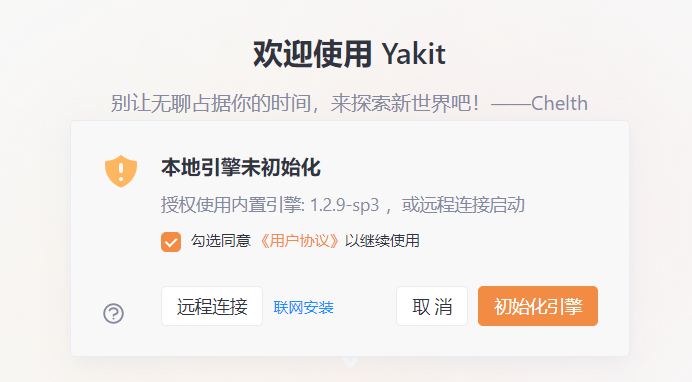 欢迎使用 Yakit
别让无聊占据你的时间，来探索新世界吧！——Chelth
本地引擎未初始化
授权使用内置引擎: 1.2.9-sp3 ，或远程连接启动
勾选同意 《用户协议》以继续使用
远程连接 联网安装 取 消 初始化引擎